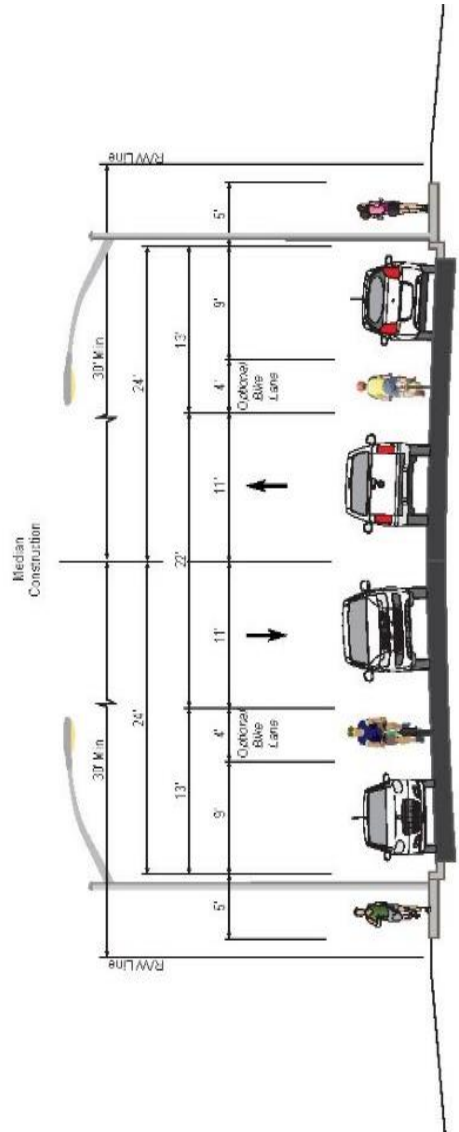 Median
Construction
R/W Line
30' Min
30' Min
R/W Line
24'
24'
13'
22'
13'
5'
9'
4'
11'
11'
4'
9'
5'
Optional
Bike
Lane
Optional
Bike
Lane